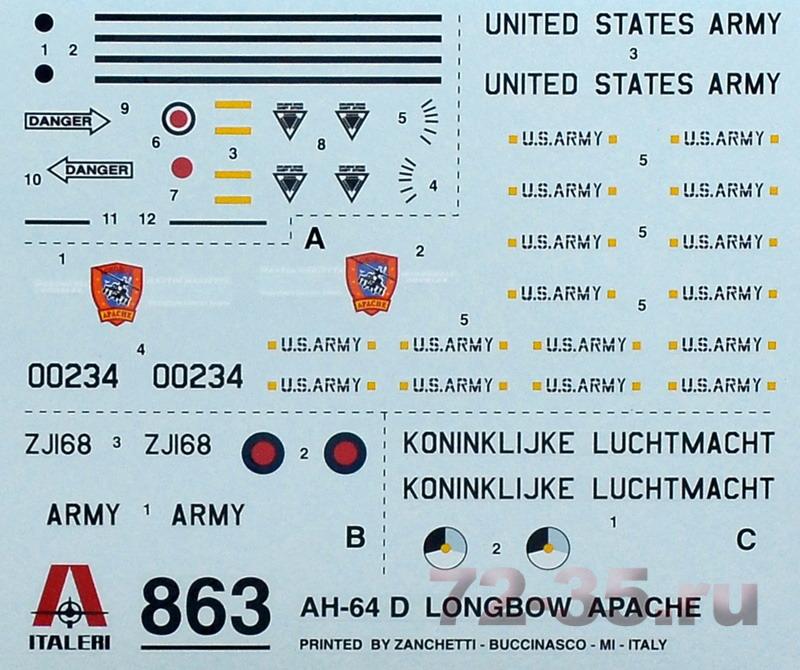 UNITED STATES ARMY
1 2
3
UNITED STATES ARMY
DANGER 9
6
3
8
5
U.S.ARMY U.S.ARMY
5
10 DANGER
7
4
U.S.ARMY U.S.ARMY
11 12
A
5
U.S.ARMY U.S.ARMY
1
2
APACHE
APACHE
U.S.ARMY U.S.ARMY
5
5
4
U.S.ARMY U.S.ARMY U.S.ARMY U.S.ARMY
00234 00234
U.S.ARMY U.S.ARMY U.S.ARMY U.S.ARMY
ZJ168 3 ZJ168
2
ARMY 1 ARMY
B
KONINKLIJKE LUCHTMACHT
KONINKLIJKE LUCHTMACHT
1
2
C
ITALERI
863
AH-64 D LONGBOW APACHE
PRINTED BY ZANCHETTI - BUCCINASCO - MI - ITALY
72-35.ru